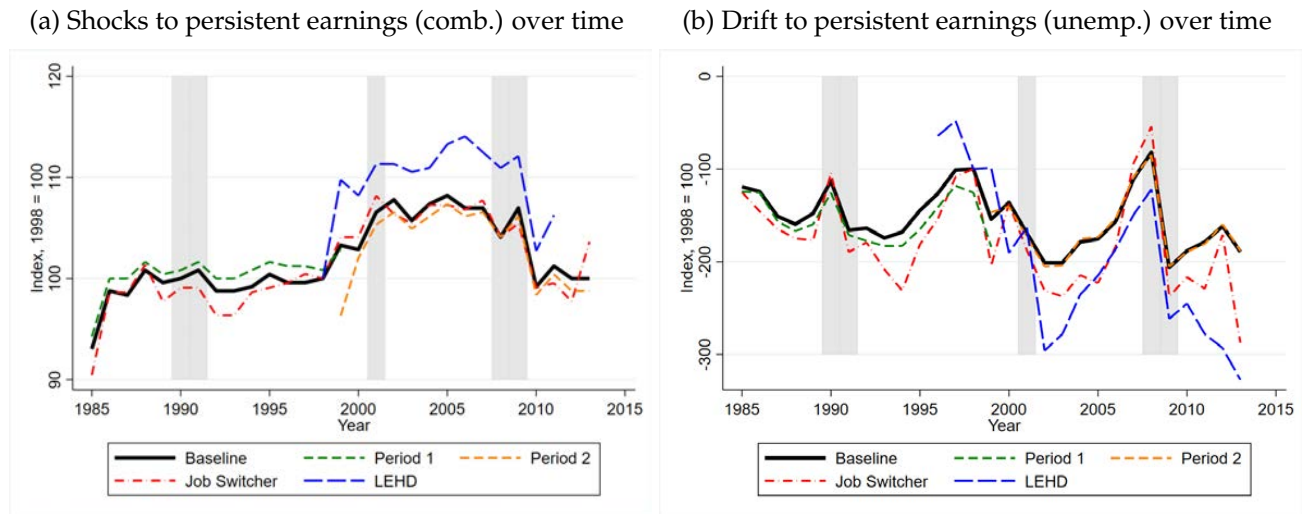 (a) Shocks to persistent earnings (comb.) over time
Index, 1998 = 100
120
110
100
90
1985 1990 1995 2000 2005 2010 2015
Year
Baseline Period 1 Period 2
Job Switcher LEHD
(b) Drift to persistent earnings (unemp.) over time
Index, 1998 = 100
0
-100
-200
-300
1985 1990 1995 2000 2005 2010 2015
Year
Baseline Period 1 Period 2
Job Switcher LEHD